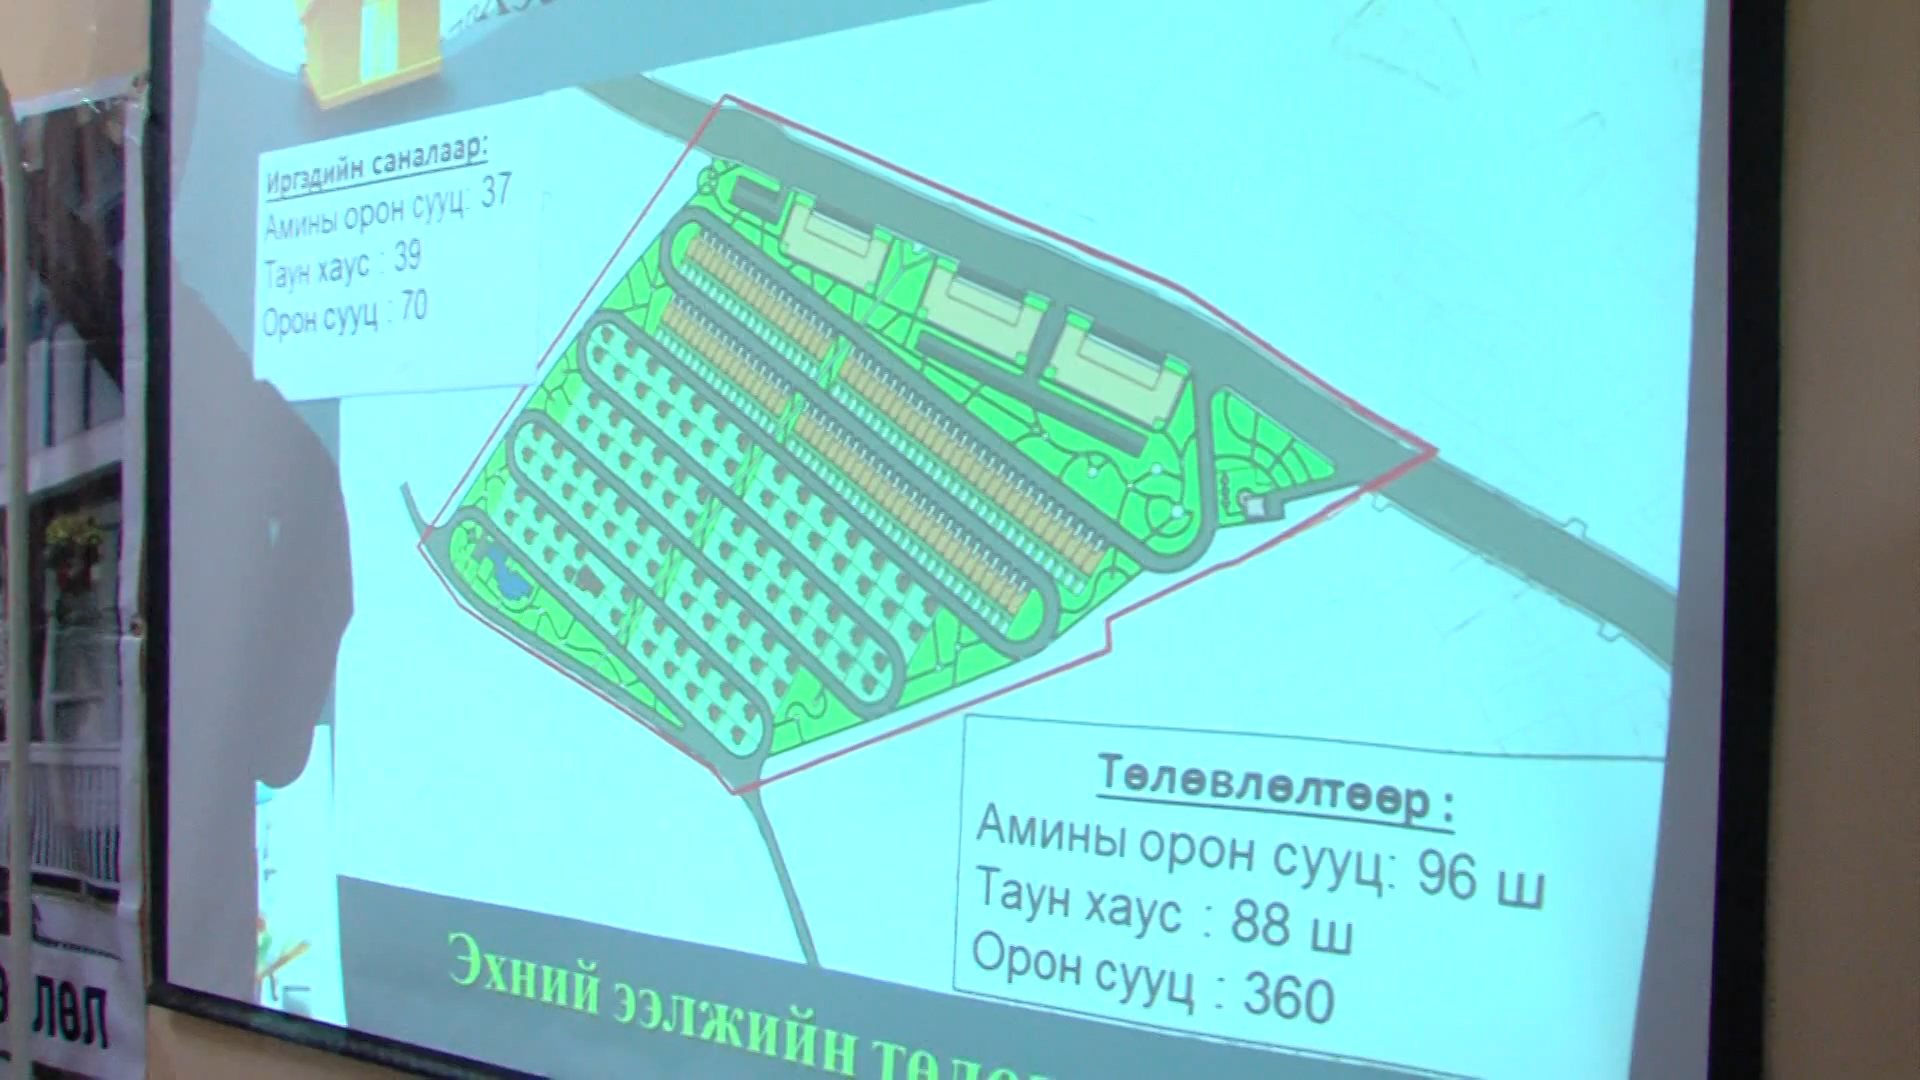 Иргэдийн саналаар:
Амины орон сууц: 37
Таун хаус : 39
Орон сууц : 70
Төлөвлөлтөөр :
Амины орон сууц: 96 ш
Таун хаус : 88 ш
Орон сууц : 360
Эхний ээлжийн